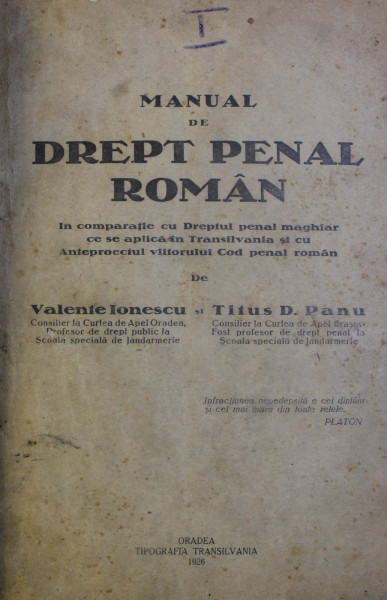 I
MANUAL
DE
DREPT PENAL
ROMÂN
In comparație cu Dreptul penal maghiar
ce se aplică în Transilvania și cu
Anteproectul viitorului Cod penal român
De
Valenie Ionescu și Titus D. Panu
Consilier la Curtea de Apel Oradea,
Profesor de drept public la
Școala specială de Jandarmerie
Consilier la Curtea de Apel Brașov
Fost profesor de drept penal la
Școala specială de Jandarmerie
Infracțiunea nepedepsită e cel dintâiu
și cel mai mare din toate relele.
PLATON
ORADEA
TIPOGRAFIA TRANSILVANIA
1926